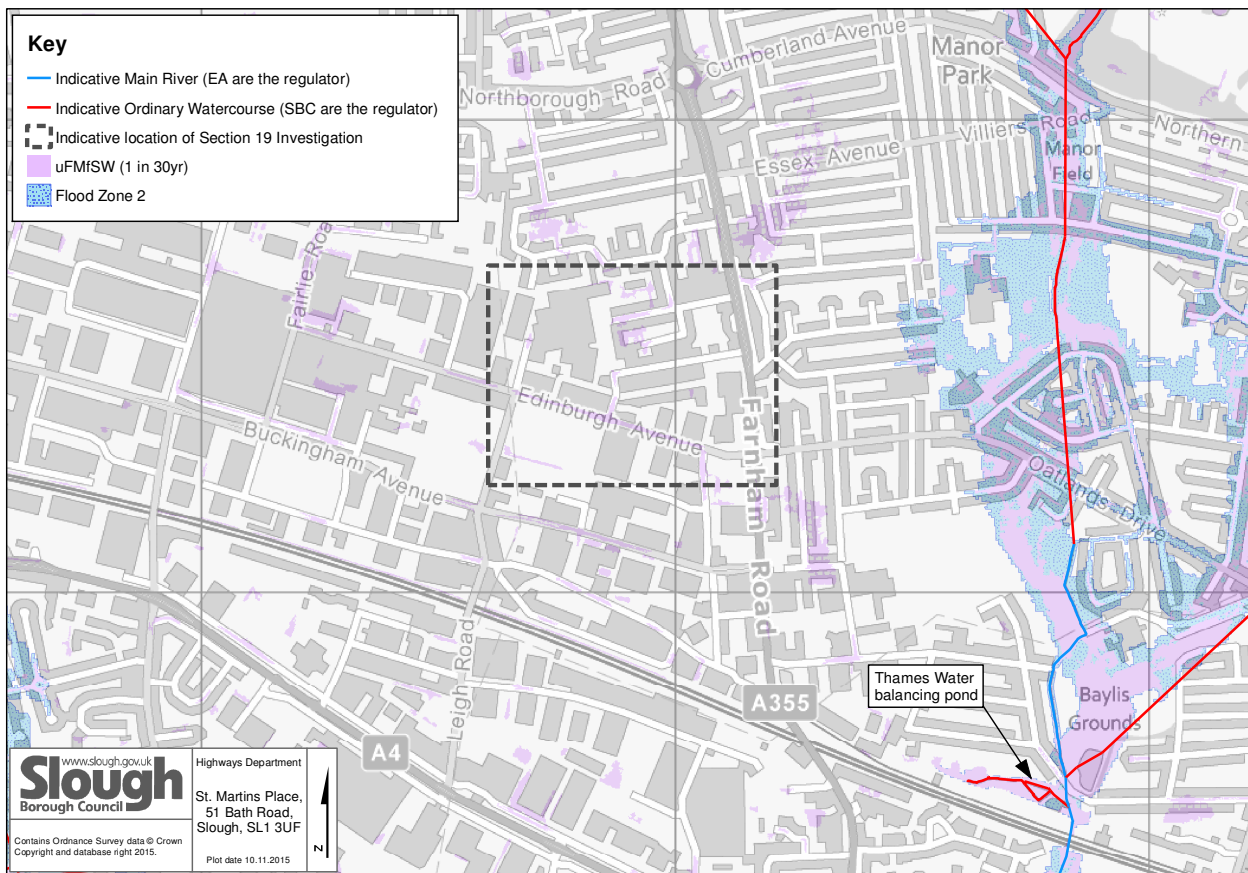 Key
Indicative Main River (EA are the regulator)
Indicative Ordinary Watercourse (SBC are the regulator)
Indicative location of Section 19 Investigation
uFMfSW (1 in 30yr)
Flood Zone 2
Northborough Road
Cumberland Avenue
Manor
Park
Villiers Road
Northern
Essex Avenue
Manor
Field
Fairlie Roa
Edinburgh Avenue
Farnham Road
Buckingham Avenue
Oatlands Drive
Leigh Road
Thames Water
balancing pond
Baylis
Grounds
A355
A4
www.slough.gov.uk
Slough
Borough Council
Contains Ordnance Survey data © Crown
Copyright and database right 2015.
Highways Department
St. Martins Place,
51 Bath Road,
Slough, SL1 3UF
Plot date 10.11.2015
N